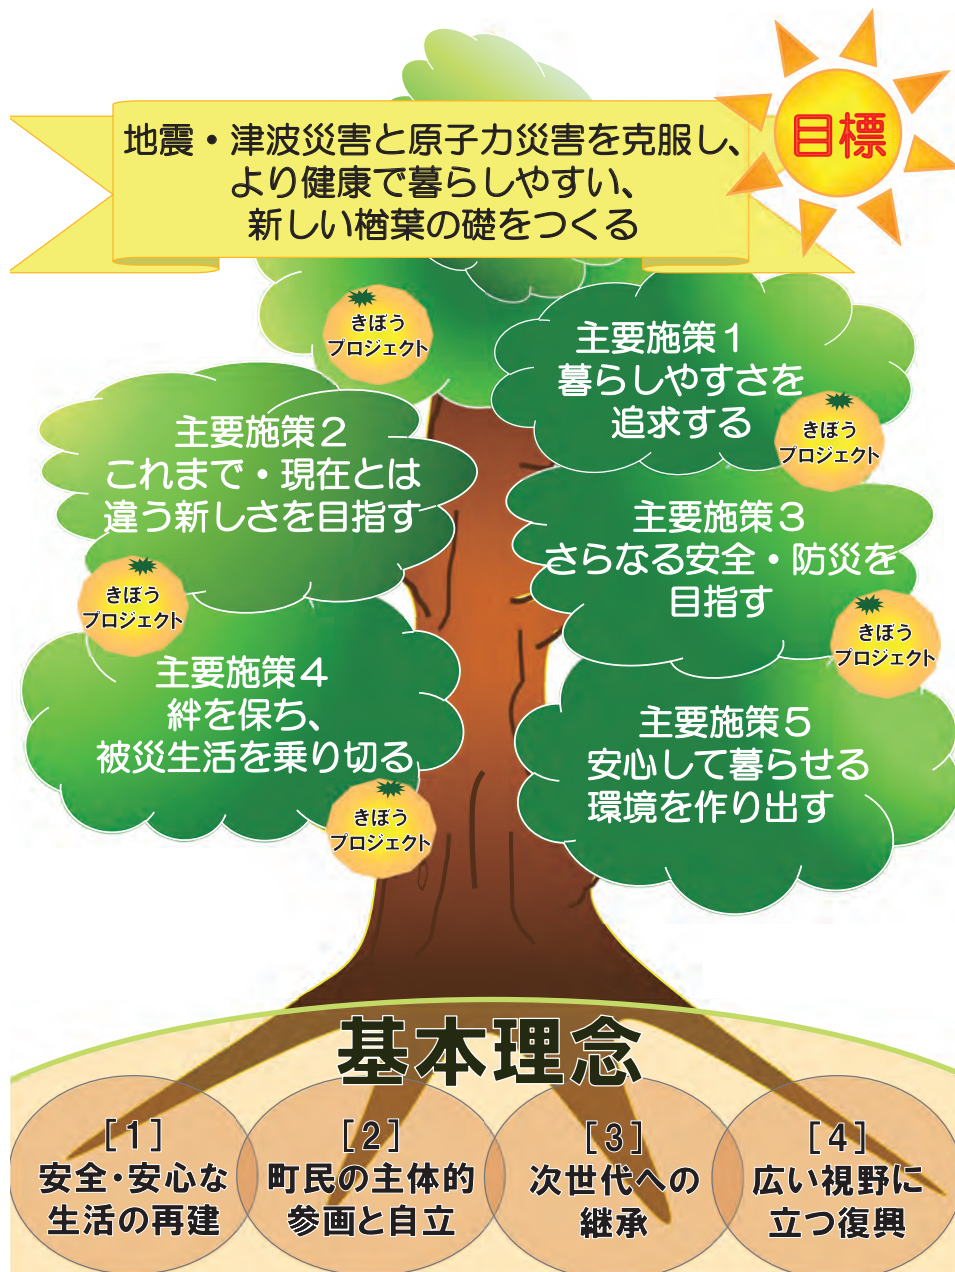 地震・津波災害と原子力災害を克服し、
より健康で暮らしやすい、
新しい楢葉の礎をつくる
目標
きぼう
プロジェクト
主要施策１
暮らしやすさを
追求する
きぼう
プロジェクト
主要施策２
これまで・現在とは
違う新しさを目指す
きぼう
プロジェクト
主要施策３
さらなる安全・防災を
目指す
きぼう
プロジェクト
主要施策４
絆を保ち、
被災生活を乗り切る
きぼう
プロジェクト
主要施策５
安心して暮らせる
環境を作り出す
基本理念
［1］
安全・安心な
生活の再建
［2］
町民の主体的
参画と自立
［3］
次世代への
継承
［4］
広い視野に
立つ復興